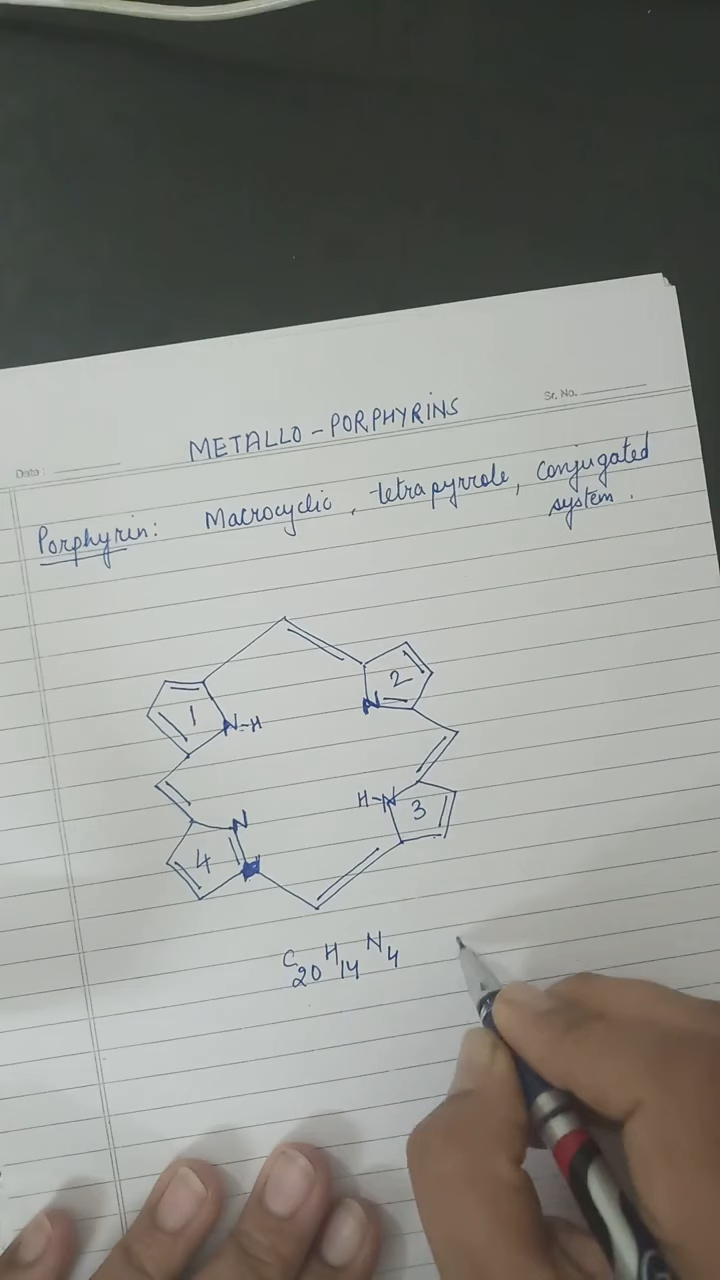 Sr. No.
METALLO - PORPHYRINS
Date :
Porphyrin: Macrocyclic, tetrapyrrole, conjugated
system.
1 N-H
2 N
H-N 3
4 N
C20H14N4